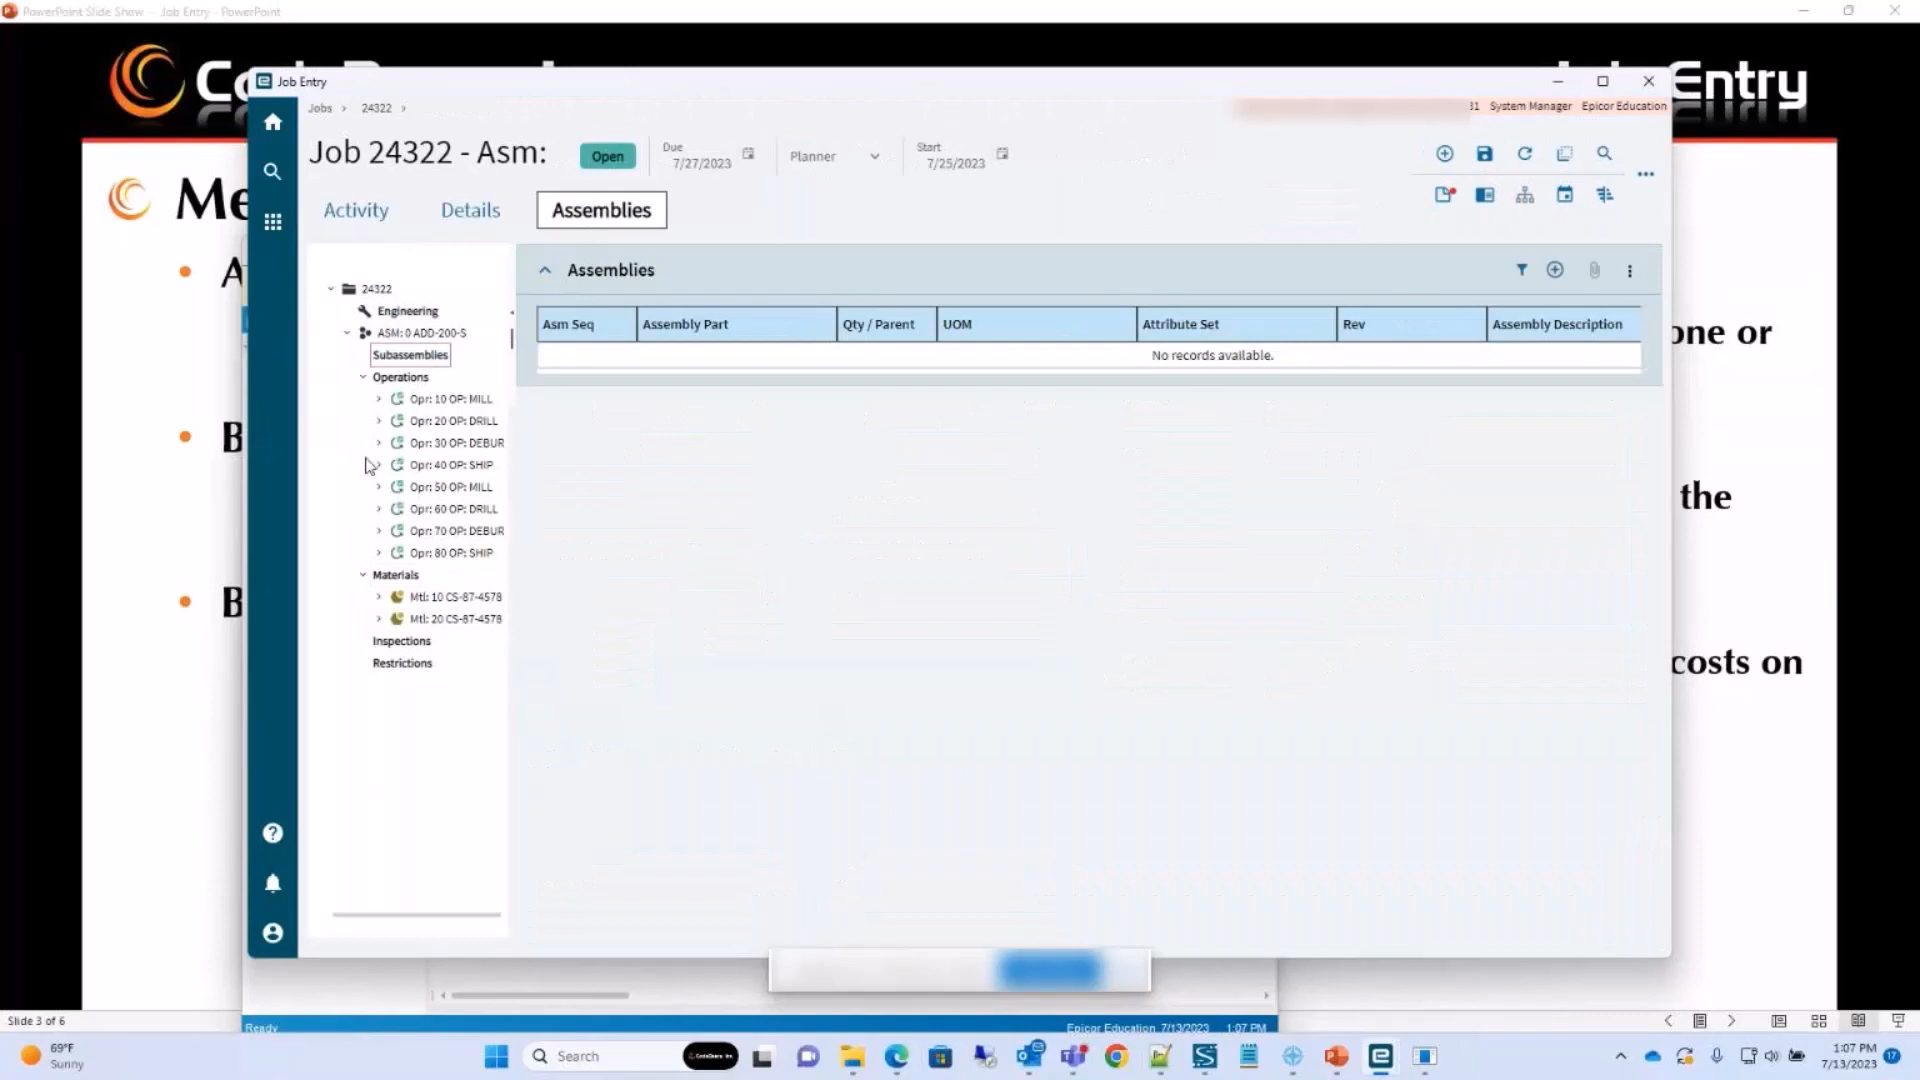 PowerPoint Slide Show - Job Entry - PowerPoint
Entry
Me
A
one or
B
the
B
costs on
Job Entry
Jobs > 24322 >
31 System Manager Epicor Education
Job 24322 - Asm:
Open
Due
7/27/2023
Planner
Start
7/25/2023
Activity
Details
Assemblies
24322
Engineering
ASM: 0 ADD-200-S
Subassemblies
Operations
Opr: 10 OP: MILL
Opr: 20 OP: DRILL
Opr: 30 OP: DEBUR
Opr: 40 OP: SHIP
Opr: 50 OP: MILL
Opr: 60 OP: DRILL
Opr: 70 OP: DEBUR
Opr: 80 OP: SHIP
Materials
Mtl: 10 CS-87-4578
Mtl: 20 CS-87-4578
Inspections
Restrictions
Assemblies
Asm Seq
Assembly Part
Qty / Parent
UOM
Attribute Set
Rev
Assembly Description
No records available.
Ready
Epicor Education 7/13/2023 1:07 PM
Slide 3 of 6
69°F
Sunny
Search
1:07 PM
7/13/2023
17